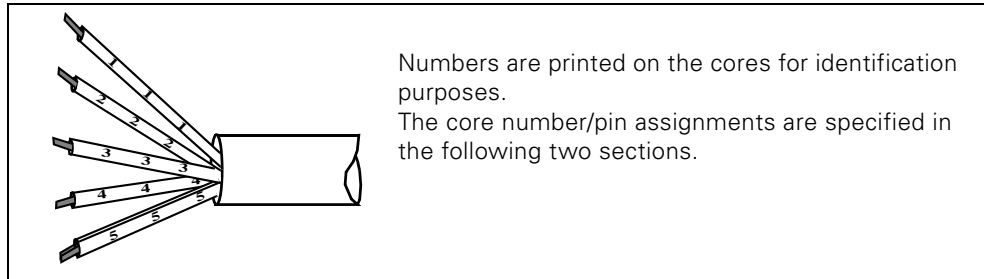 1 1 1
2 2 2
3 3 3
4 4 4
5 5 5
Numbers are printed on the cores for identification
purposes.
The core number/pin assignments are specified in
the following two sections.